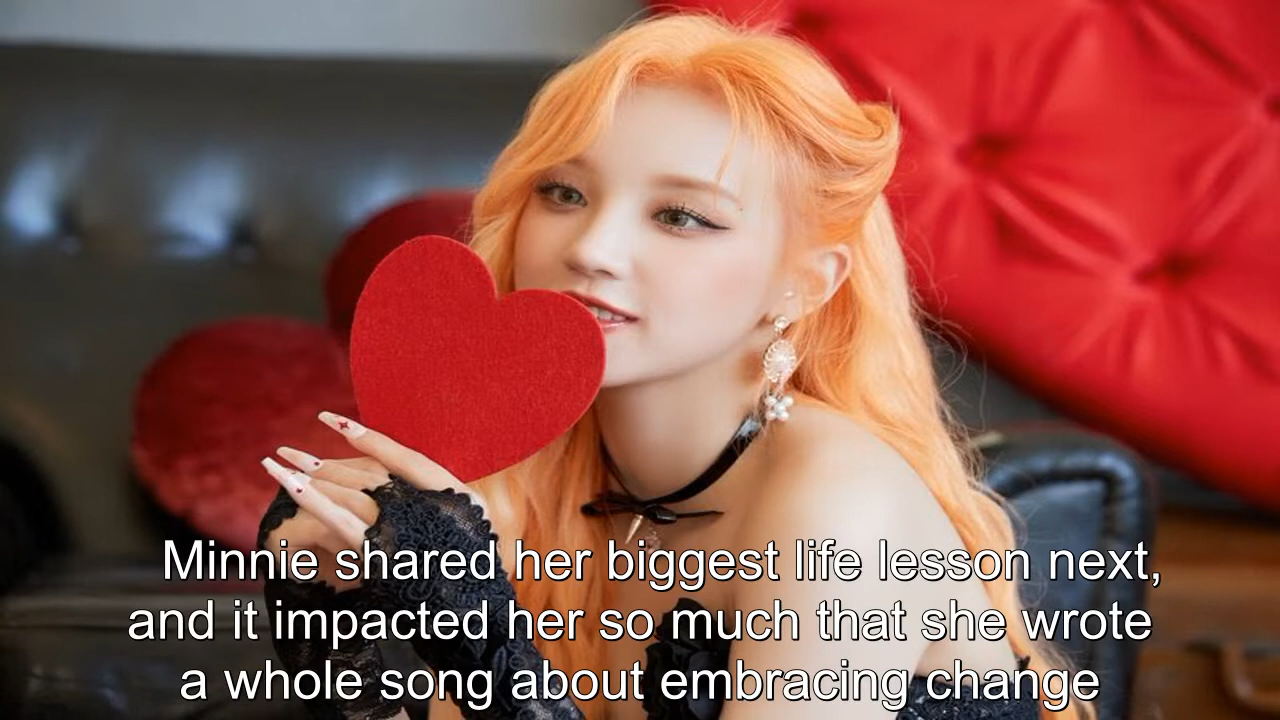 Minnie shared her biggest life lesson next,
and it impacted her so much that she wrote
a whole song about embracing change